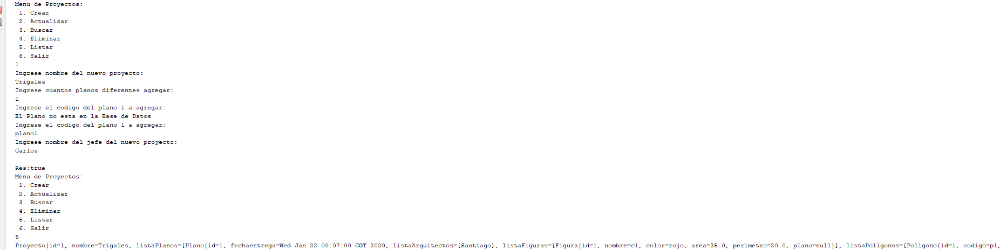 Menu de Proyectos:
1. Crear
2. Actualizar
3. Buscar
4. Eliminar
5. Listar
6. Salir
1
Ingrese nombre del nuevo proyecto:
Trigales
Ingrese cuantos planos diferentes agregar:
1
Ingrese el codigo del plano 1 a agregar:
El Plano no esta en la Base de Datos
Ingrese el codigo del plano 1 a agregar:
plano1
Ingrese nombre del jefe del nuevo proyecto:
Carlos
Res:true
Menu de Proyectos:
1. Crear
2. Actualizar
3. Buscar
4. Eliminar
5. Listar
6. Salir
5
Proyecto{id=1, nombre=Trigales, listaPlanos=[Plano{id=1, fechaentrega=Wed Jan 22 00:07:00 COT 2020, listaArquitectos=[Santiago], listaFiguras=[Figura{id=1, nombre=c1, color=rojo, area=25.0, perimetro=20.0, plano=null}], listaPoligonos=[Poligono{id=1, codigo=p1,